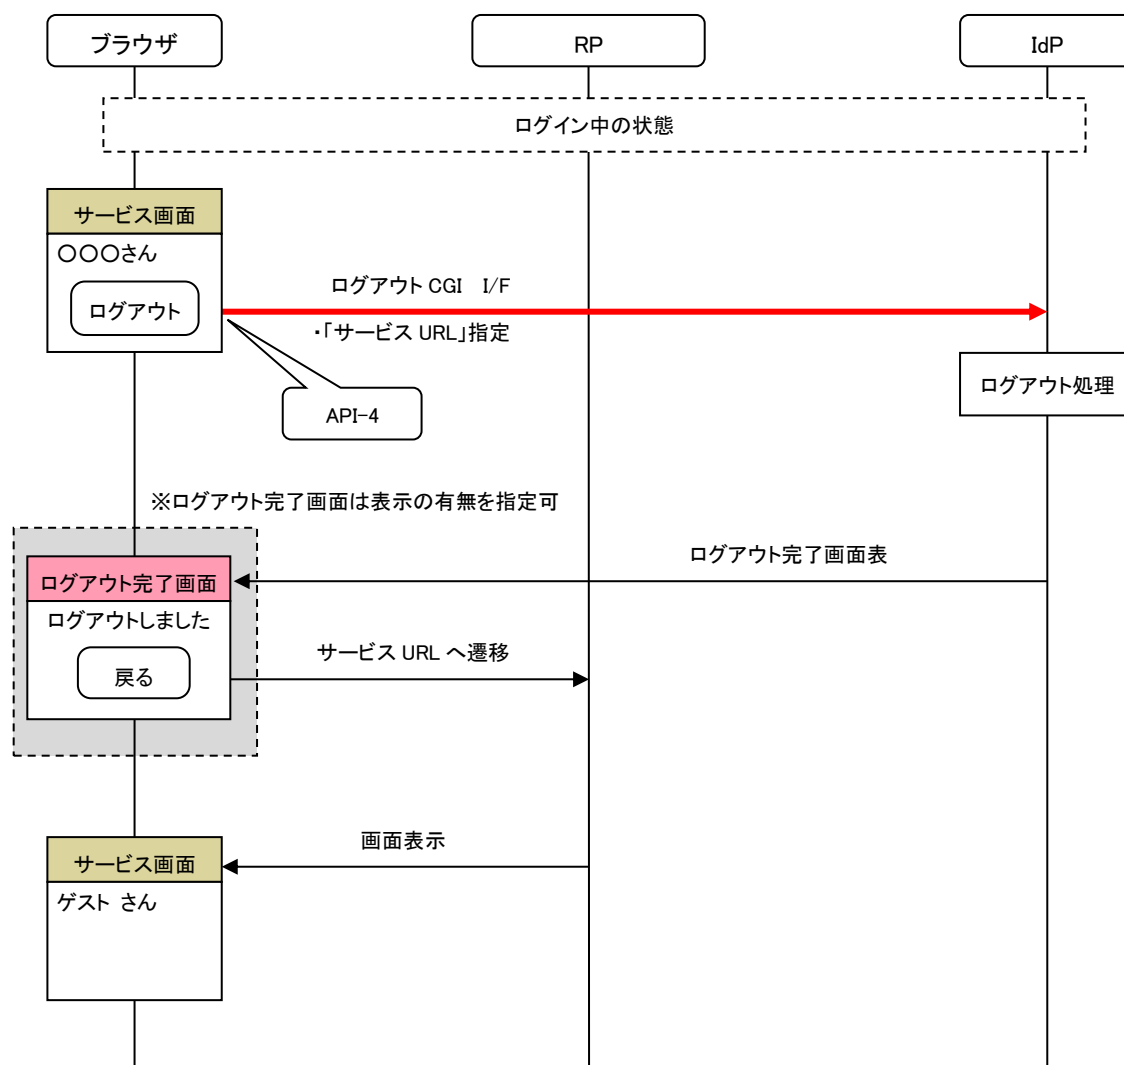 ブラウザ
RP
IdP
ログイン中の状態
サービス画面
〇〇〇さん
ログアウト
ログアウト CGI　I/F
・「サービス URL」指定
API-4
ログアウト処理
※ログアウト完了画面は表示の有無を指定可
ログアウト完了画面表
ログアウト完了画面
ログアウトしました
戻る
サービス URL へ遷移
画面表示
サービス画面
ゲスト さん